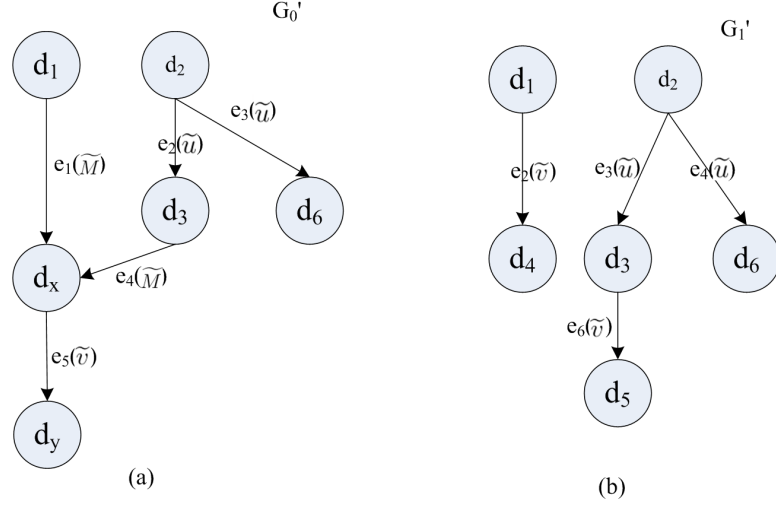 G₀'
d₁
d₂
e₃(ũ)
e₂(ũ)
e₁(M̃)
d₃
d₆
dₓ
e₄(M̃)
e₅(ṽ)
d_y
(a)
G₁'
d₁
d₂
e₂(ṽ)
e₃(ũ)
e₄(ũ)
d₄
d₃
d₆
e₆(ṽ)
d₅
(b)